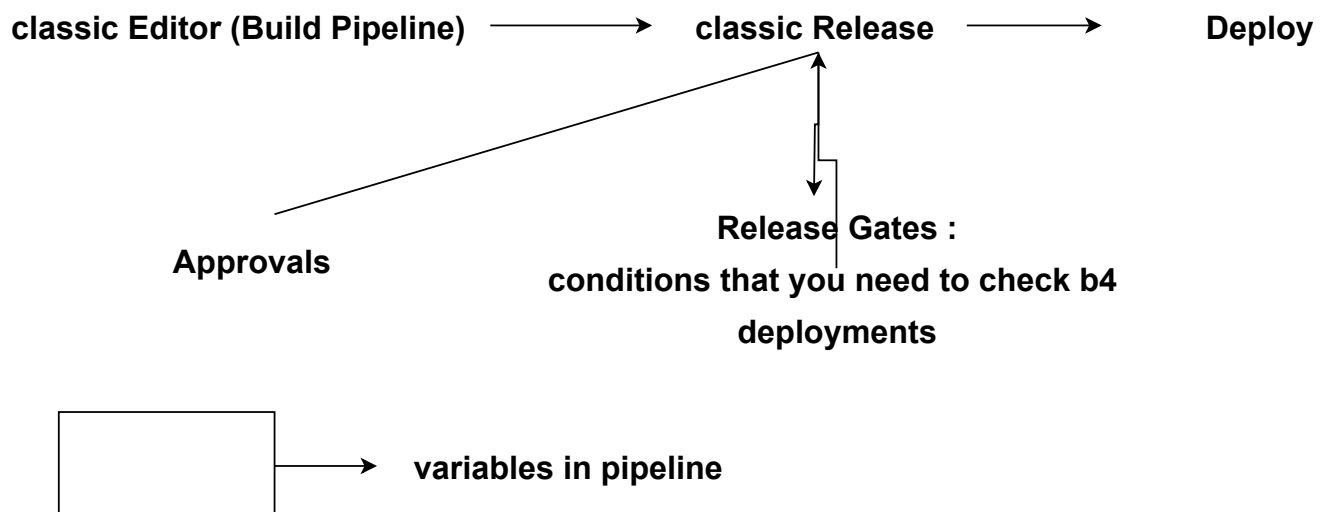 classic Editor (Build Pipeline)
classic Release
Deploy
Approvals
Release Gates :
conditions that you need to check b4
deployments
variables in pipeline